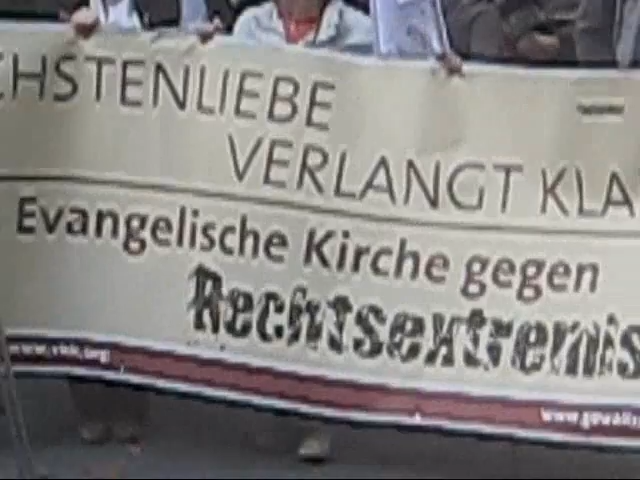 CHSTENLIEBE
VERLANGT KLA
Evangelische Kirche gegen
Rechtsextremis